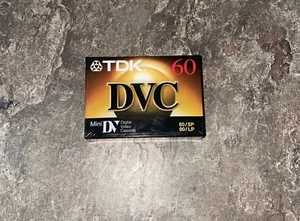 TDK 60
DVC
Mini DV Digital Video Cassette
60/SP
90/LP